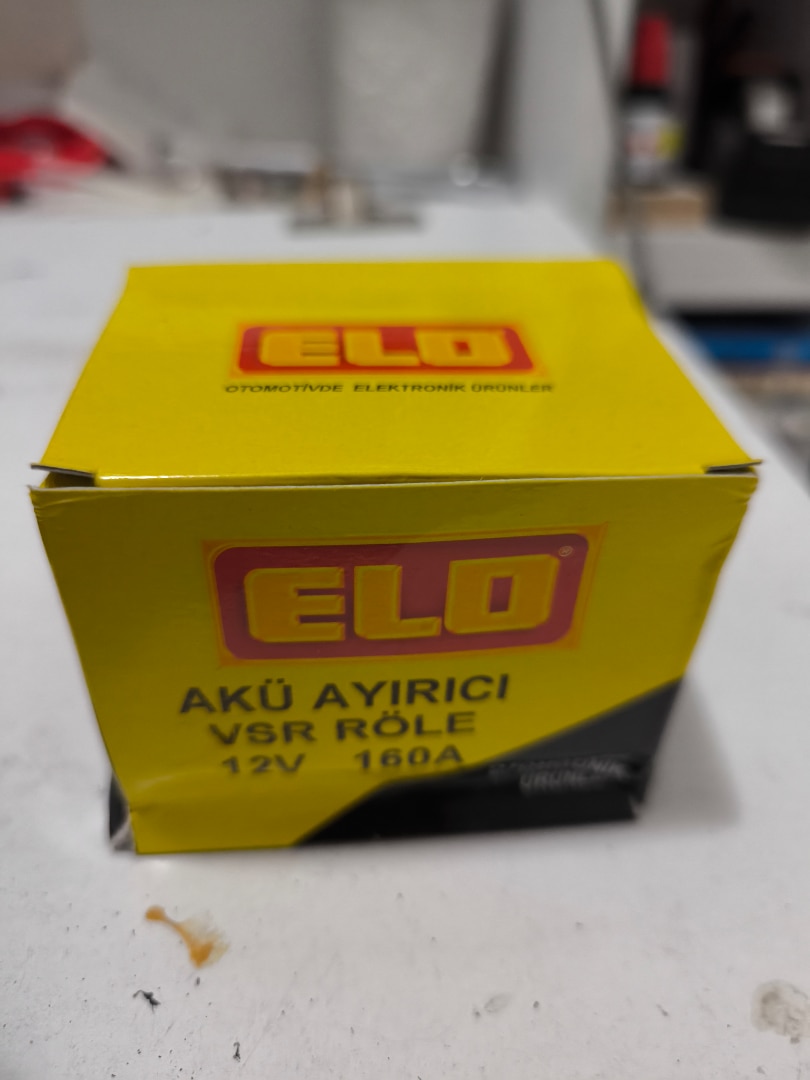 ELO
OTOMOTİVDE ELEKTRONİK ÜRÜNLER
ELO®
AKÜ AYIRICI
VSR RÖLE
12V 160A